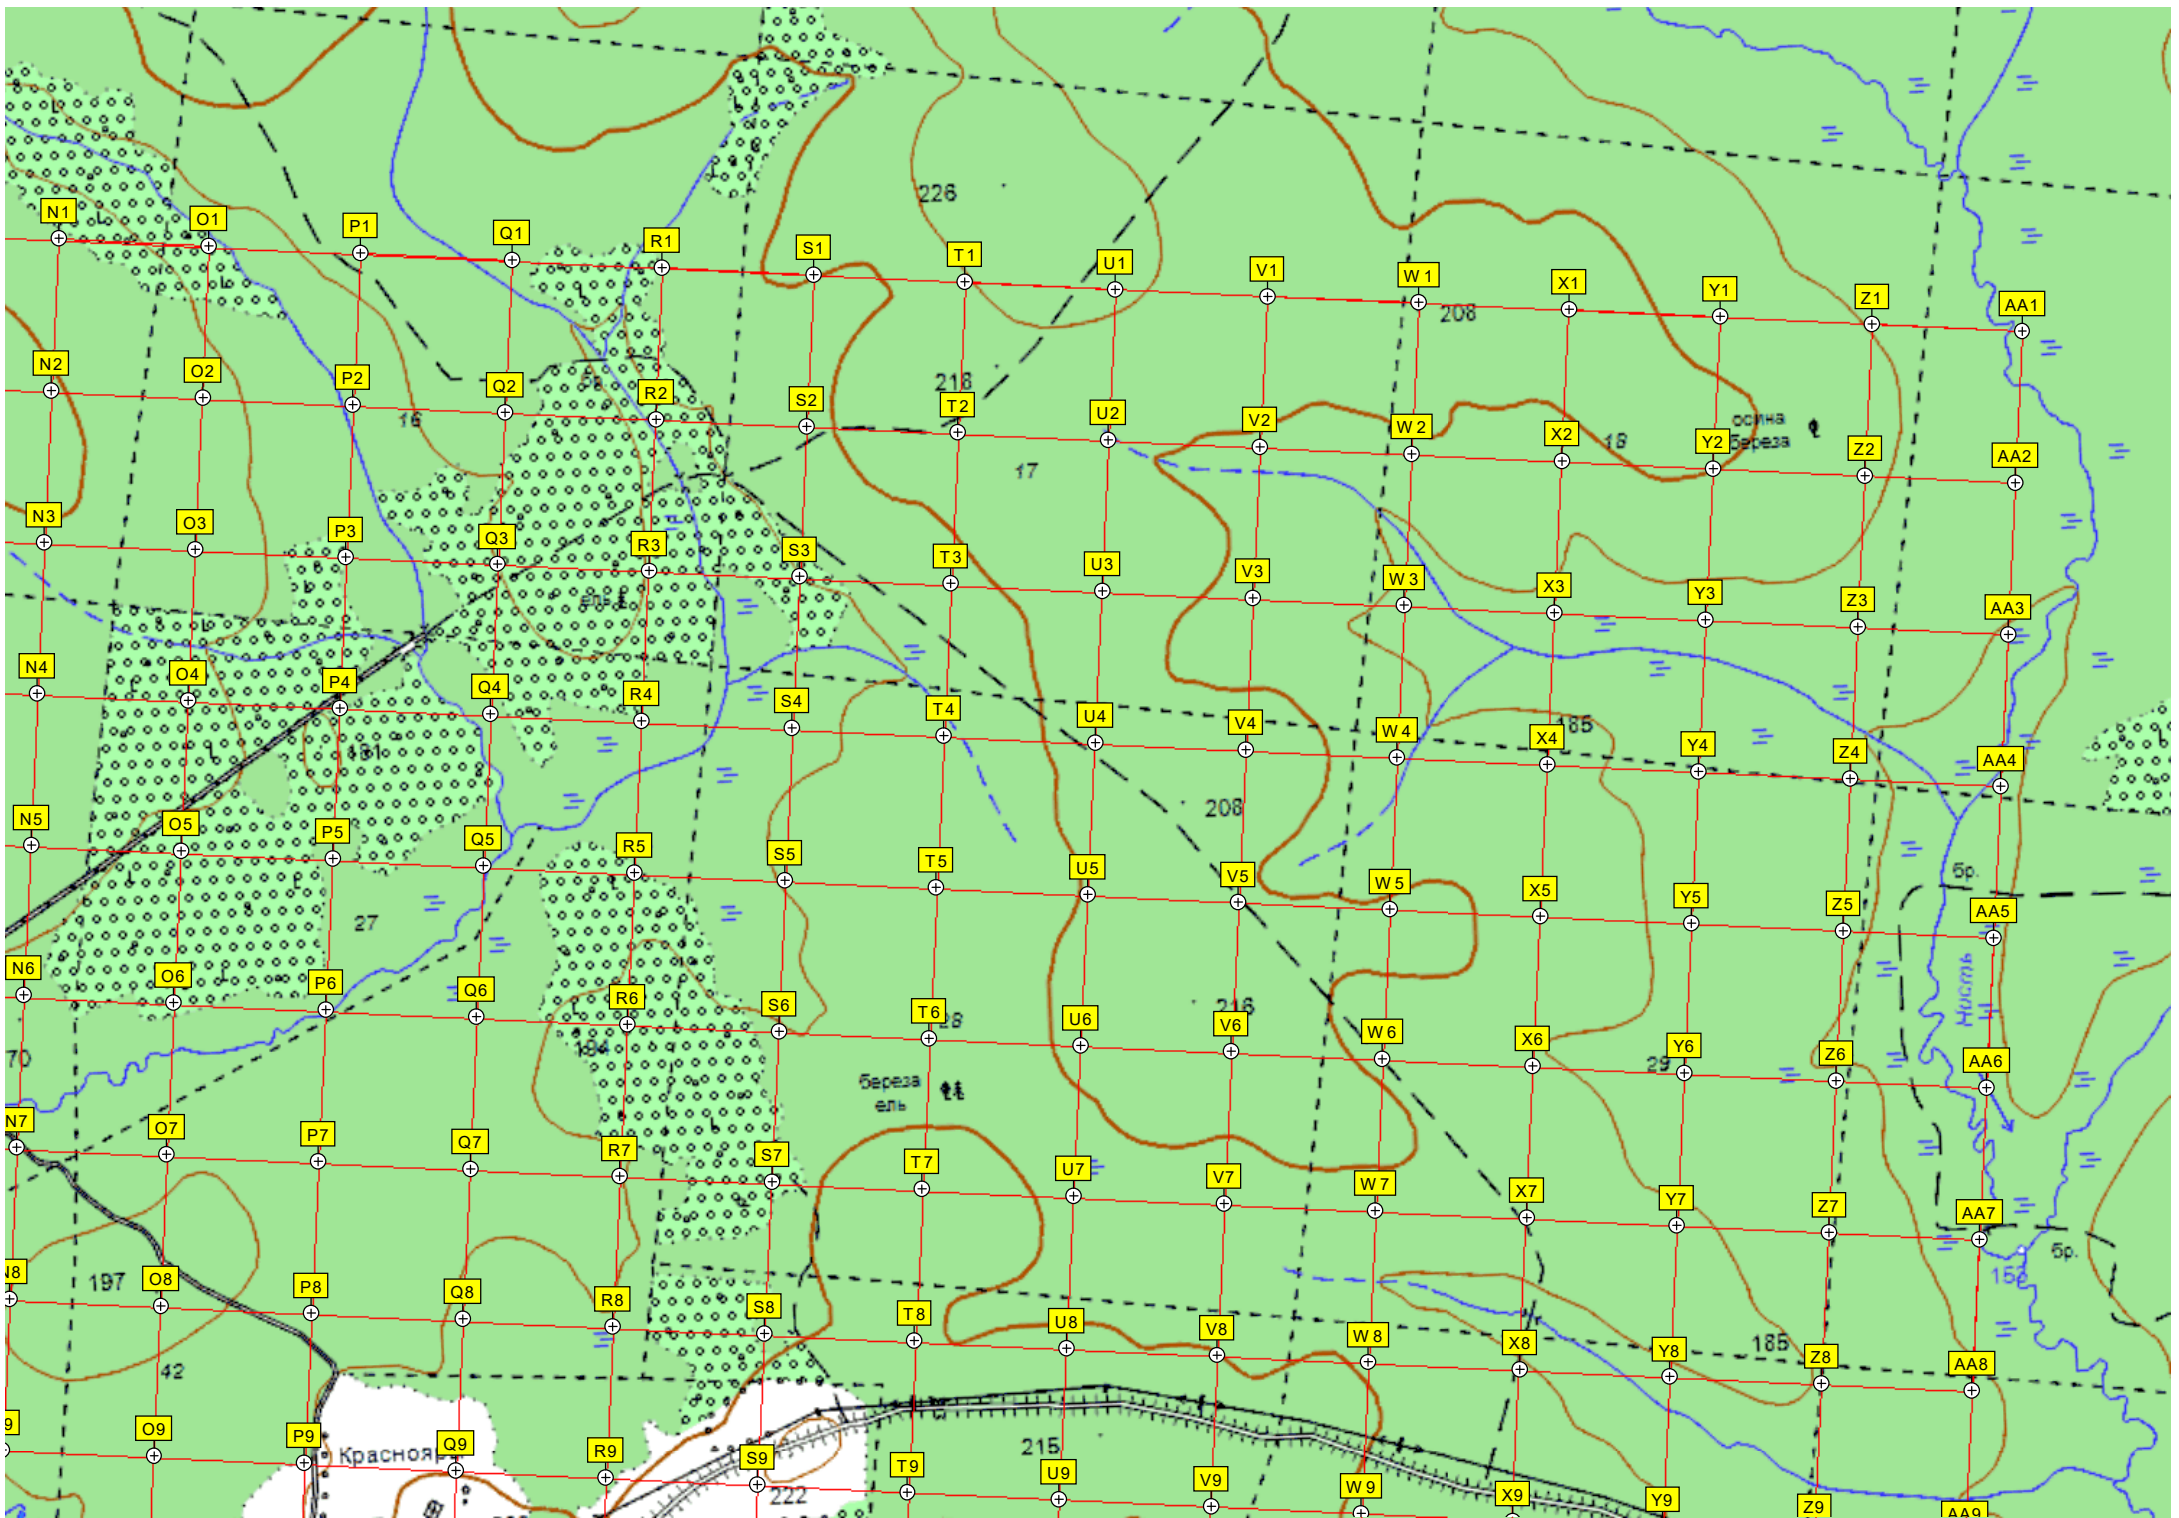 226
N1 O1 P1 Q1 R1 S1 T1 U1 V1 W1 X1 Y1 Z1 AA1
208
N2 O2 P2 Q2 R2 S2 T2 U2 V2 W2 X2 Y2 Z2 AA2
218
16
17
18
осина
береза
бр.
N3 O3 P3 Q3 R3 S3 T3 U3 V3 W3 X3 Y3 Z3 AA3
ель
N4 O4 P4 Q4 R4 S4 T4 U4 V4 W4 X4 Y4 Z4 AA4
185
181
208
N5 O5 P5 Q5 R5 S5 T5 U5 V5 W5 X5 Y5 Z5 AA5
бр.
27
N6 O6 P6 Q6 R6 S6 T6 U6 V6 W6 X6 Y6 Z6 AA6
216
28
29
194
70
береза
ель
N7 O7 P7 Q7 R7 S7 T7 U7 V7 W7 X7 Y7 Z7 AA7
бр.
N8 O8 P8 Q8 R8 S8 T8 U8 V8 W8 X8 Y8 Z8 AA8
197
185
42
9 O9 P9 Q9 R9 S9 T9 U9 V9 W9 X9 Y9 Z9 AA9
215
222